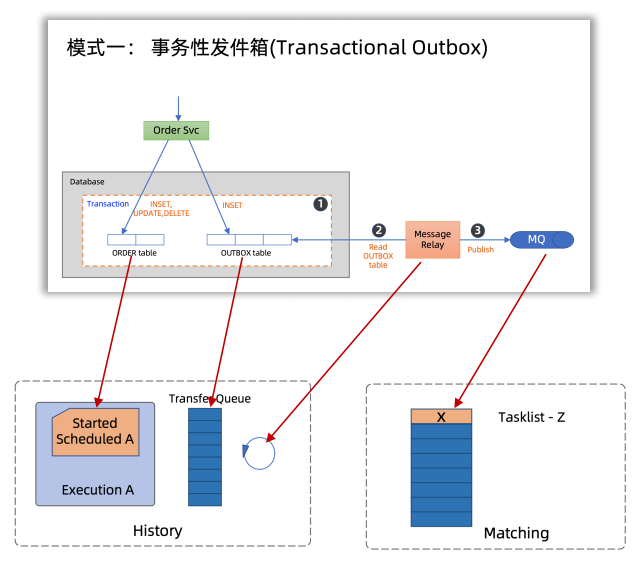 模式一： 事务性发件箱(Transactional Outbox)
Order Svc
Database
Transaction
INSET,
UPDATE,DELETE
INSET
1
ORDER table
OUTBOX table
2
Read
OUTBOX
table
Message
Relay
3
Publish
MQ
Started
Scheduled A
Execution A
Transfer Queue
History
X
Tasklist - Z
Matching